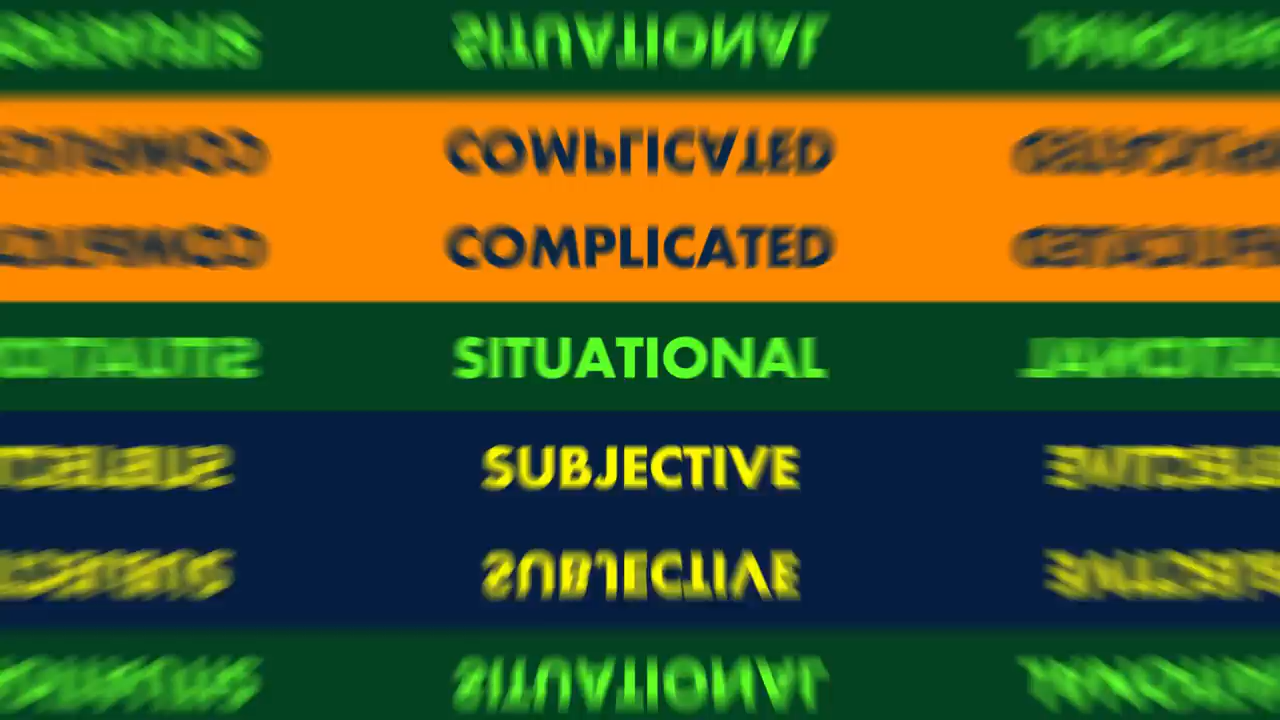 SITUATIONAL
COMPLICATED
COMPLICATED
SITUATIONAL
SUBJECTIVE
SUBJECTIVE
SITUATIONAL